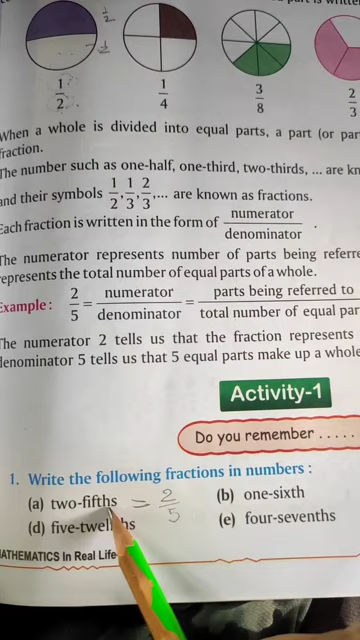 1/2
1/2
1/2
1/4
3/8
2/3
When a whole is divided into equal parts, a part (or par
fraction.
The number such as one-half, one-third, two-thirds, ... are kn
and their symbols 1/2, 1/3, 2/3, ... are known as fractions.
Each fraction is written in the form of numerator/denominator .
The numerator represents number of parts being referre
represents the total number of equal parts of a whole.
Example : 2/5 = numerator/denominator = parts being referred to/total number of equal par
The numerator 2 tells us that the fraction represents
denominator 5 tells us that 5 equal parts make up a whole
Activity-1
Do you remember .....
1. Write the following fractions in numbers :
(a) two-fifths = 2/5 (b) one-sixth
(d) five-twel hs (e) four-sevenths
MATHEMATICS In Real Life